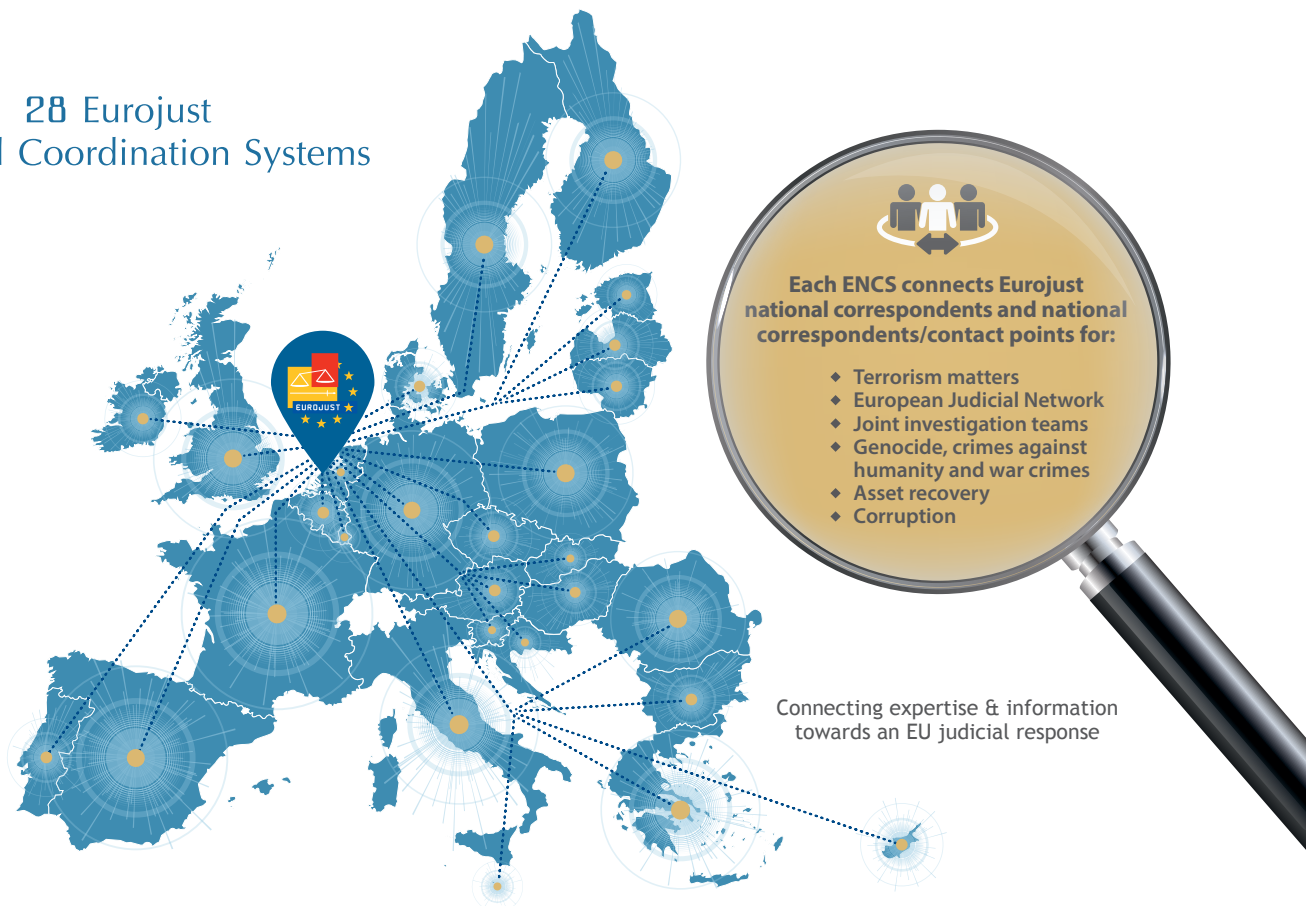 28 Eurojust
Coordination Systems
EUROJUST
Each ENCS connects Eurojust
national correspondents and national
correspondents/contact points for:
◆ Terrorism matters
◆ European Judicial Network
◆ Joint investigation teams
◆ Genocide, crimes against
humanity and war crimes
◆ Asset recovery
◆ Corruption
Connecting expertise & information
towards an EU judicial response